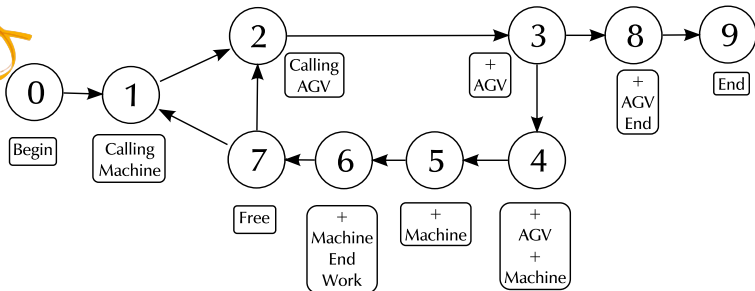 0
Begin
1
Calling
Machine
2
Calling
AGV
3
+
AGV
8
+
AGV
End
9
End
7
Free
6
+
Machine
End
Work
5
+
Machine
4
+
AGV
+
Machine